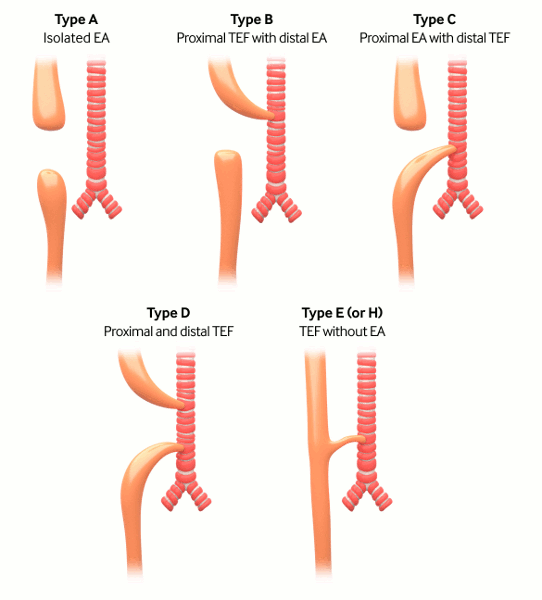 Type A
Isolated EA
Type B
Proximal TEF with distal EA
Type C
Proximal EA with distal TEF
Type D
Proximal and distal TEF
Type E (or H)
TEF without EA